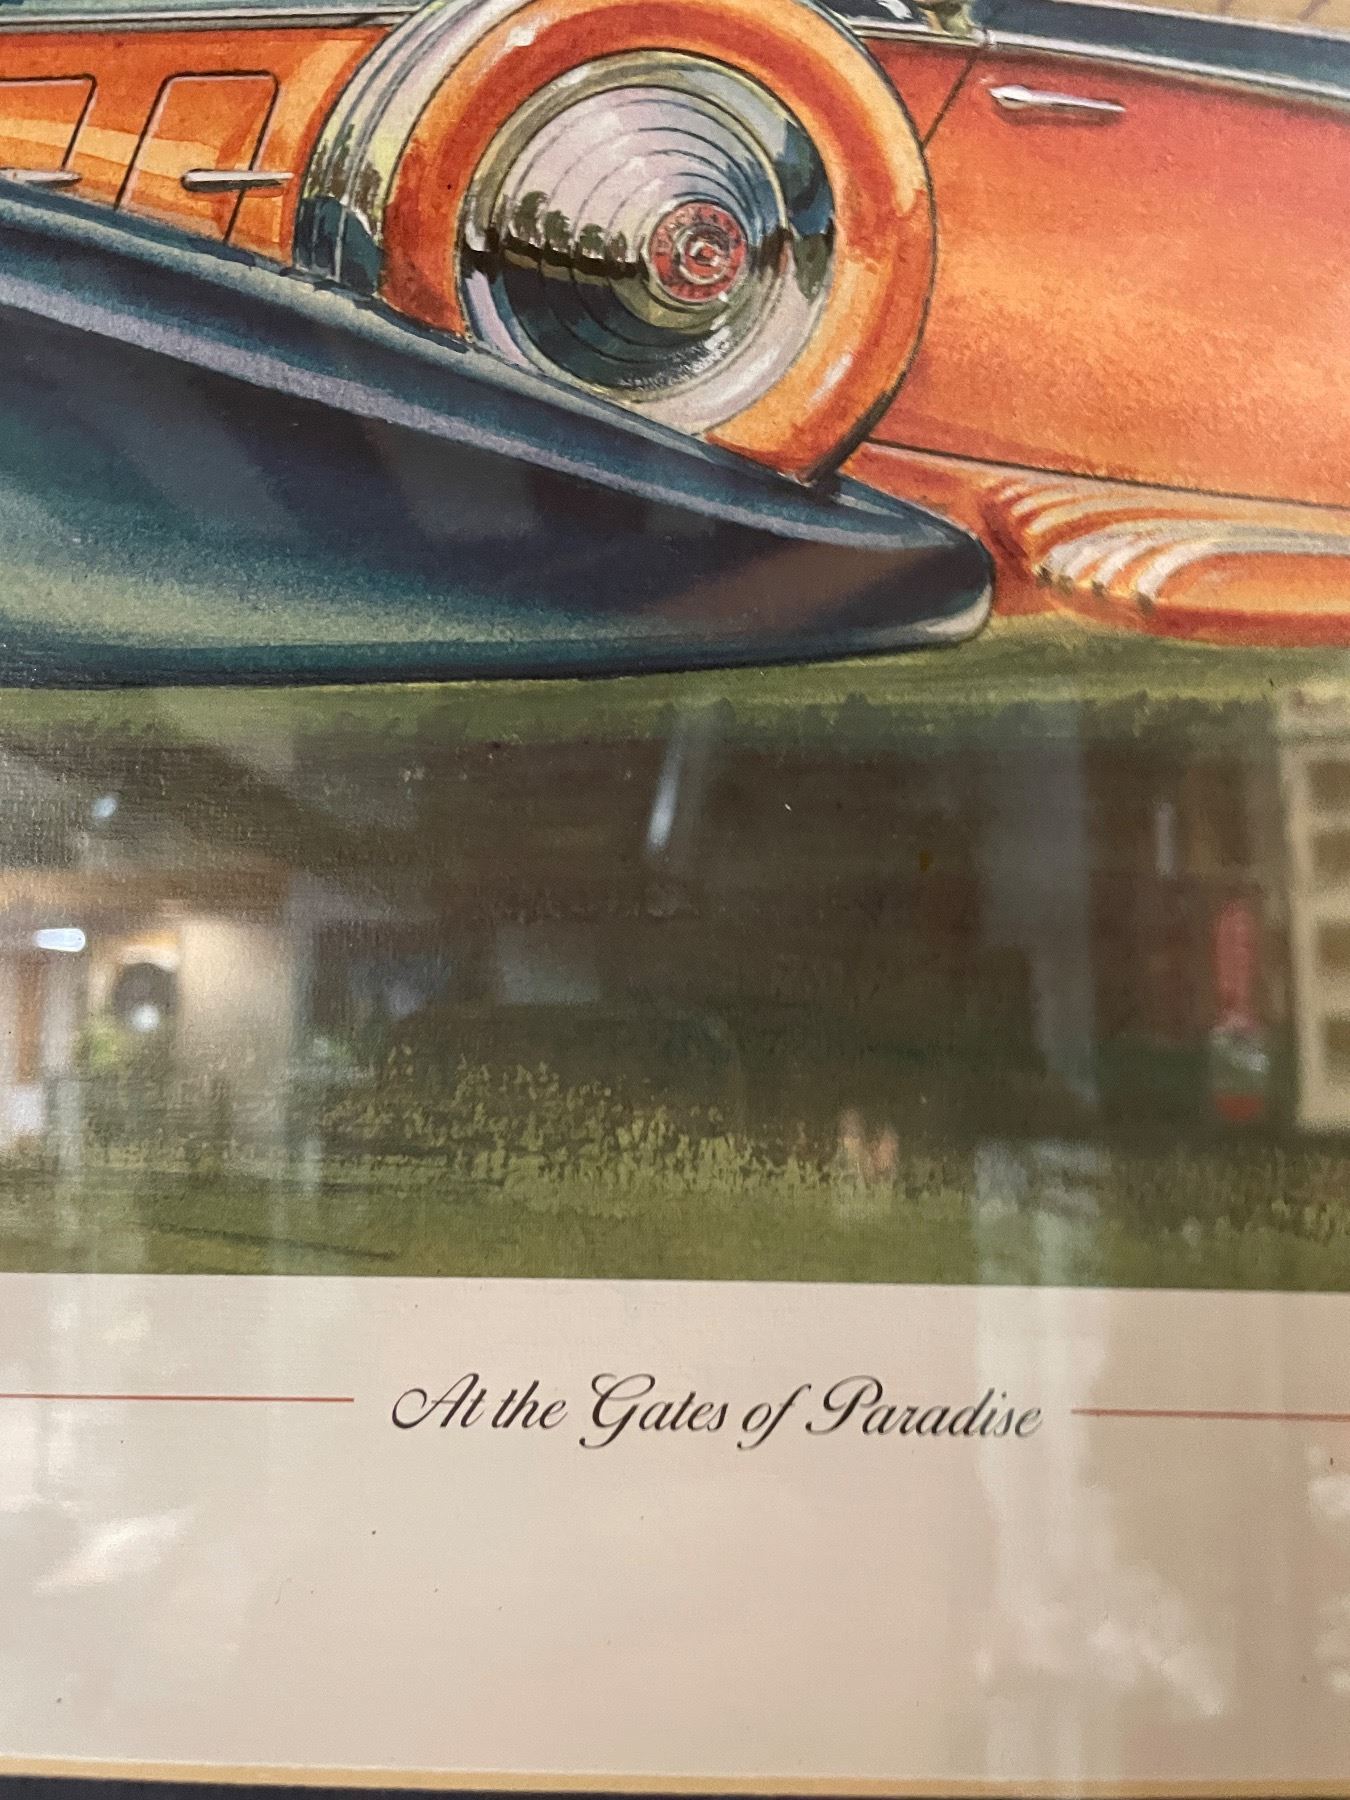 At the Gates of Paradise